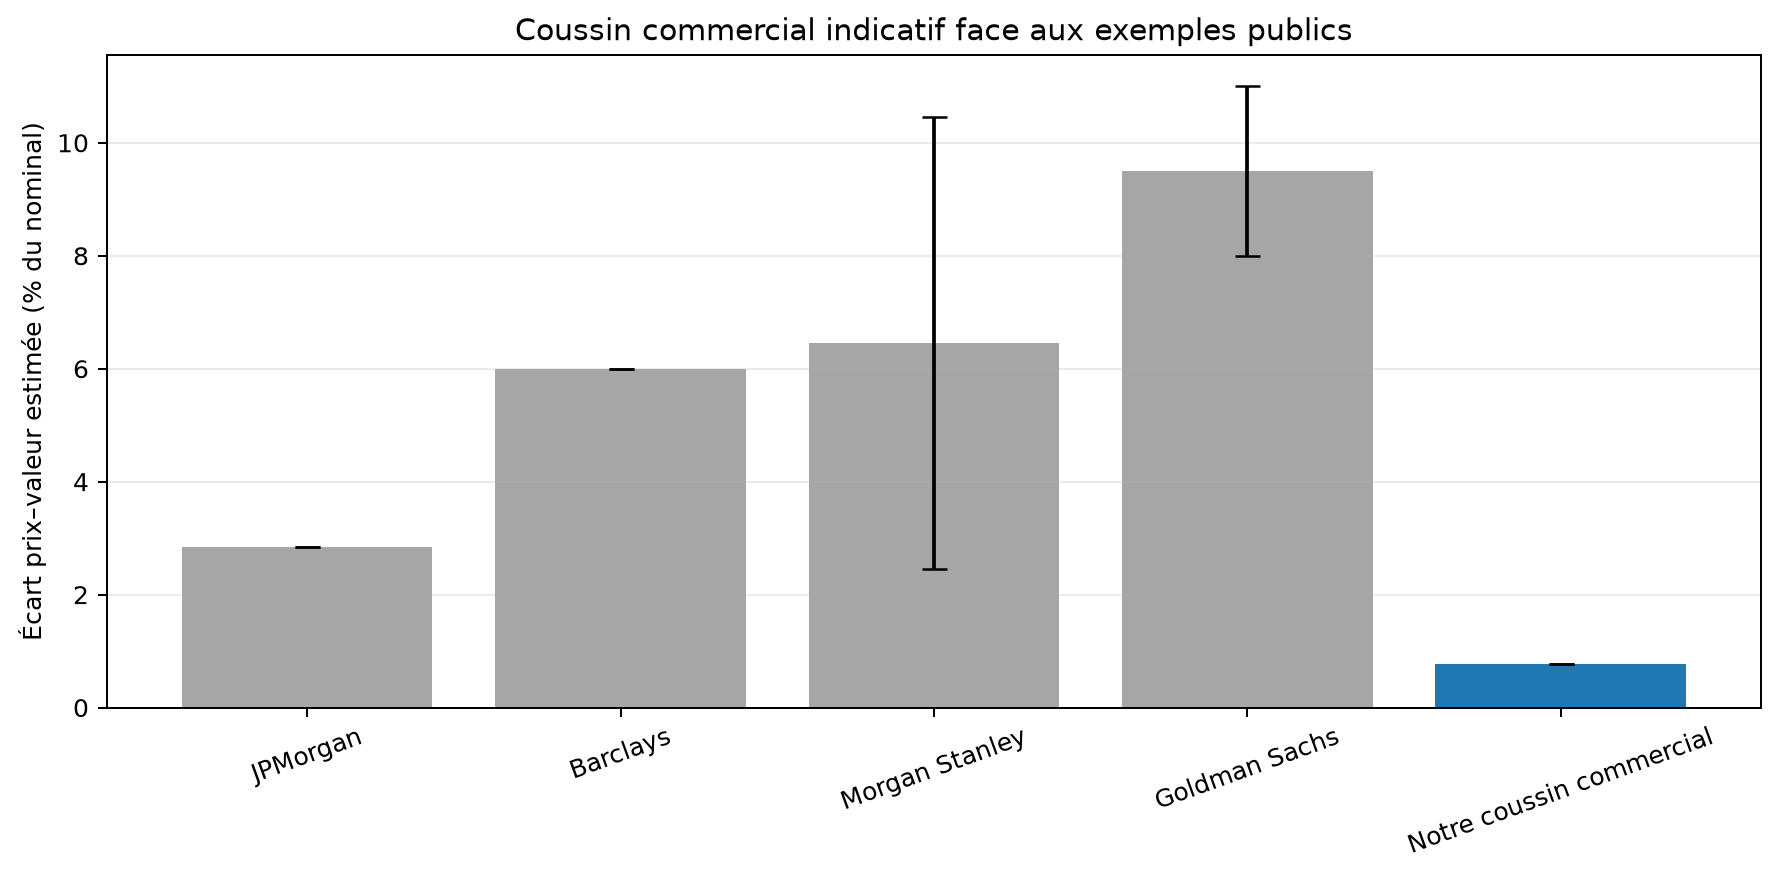 Coussin commercial indicatif face aux exemples publics
Écart prix–valeur estimée (% du nominal)
10
8
6
4
2
0
JPMorgan
Barclays
Morgan Stanley
Goldman Sachs
Notre coussin commercial